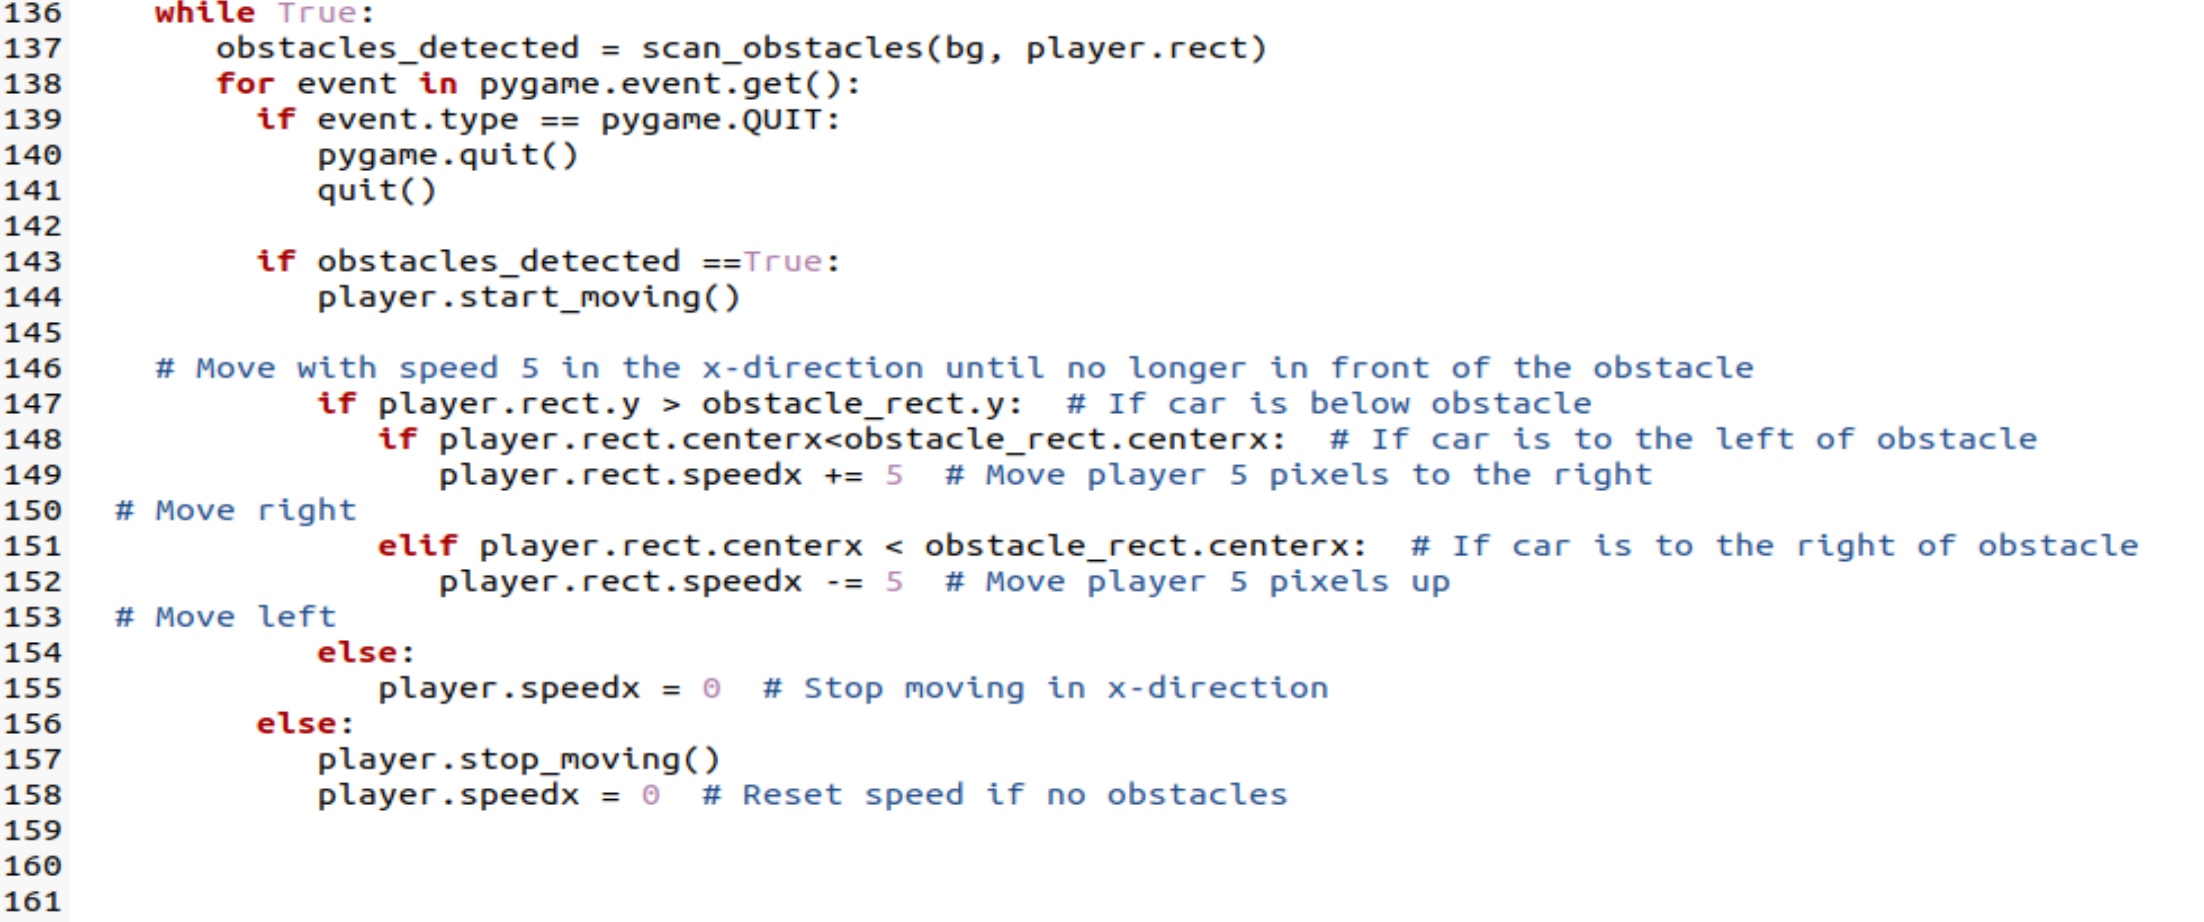 136 while True:
137 obstacles_detected = scan_obstacles(bg, player.rect)
138 for event in pygame.event.get():
139 if event.type == pygame.QUIT:
140 pygame.quit()
141 quit()
142
143 if obstacles_detected ==True:
144 player.start_moving()
145
146 # Move with speed 5 in the x-direction until no longer in front of the obstacle
147 if player.rect.y > obstacle_rect.y:  # If car is below obstacle
148 if player.rect.centerx<obstacle_rect.centerx:  # If car is to the left of obstacle
149 player.rect.speedx += 5  # Move player 5 pixels to the right
150 # Move right
151 elif player.rect.centerx < obstacle_rect.centerx:  # If car is to the right of obstacle
152 player.rect.speedx -= 5  # Move player 5 pixels up
153 # Move left
154 else:
155 player.speedx = 0  # Stop moving in x-direction
156 else:
157 player.stop_moving()
158 player.speedx = 0  # Reset speed if no obstacles
159
160
161